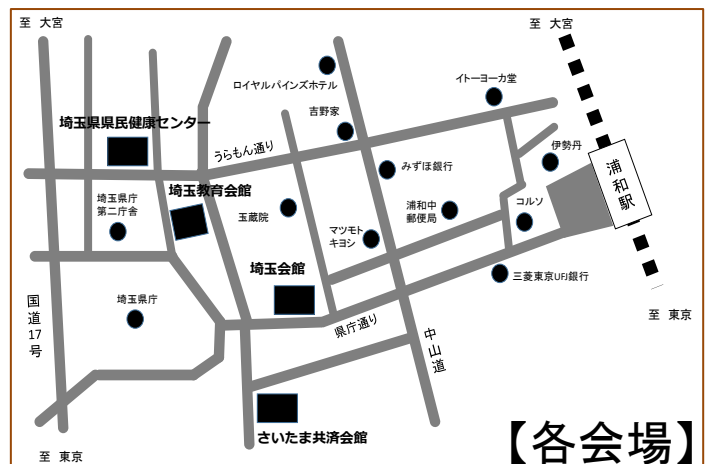 至 大宮
至 大宮
ロイヤルパインズホテル
イトーヨーカ堂
吉野家
埼玉県県民健康センター
うらもん通り
伊勢丹
みずほ銀行
浦和駅
埼玉教育会館
埼玉県庁
第二庁舎
玉蔵院
浦和中
郵便局
コルソ
マツモト
キヨシ
埼玉会館
三菱東京UFJ銀行
埼玉県庁
国道17号
県庁通り
中山道
至 東京
さいたま共済会館
至 東京
【各会場】